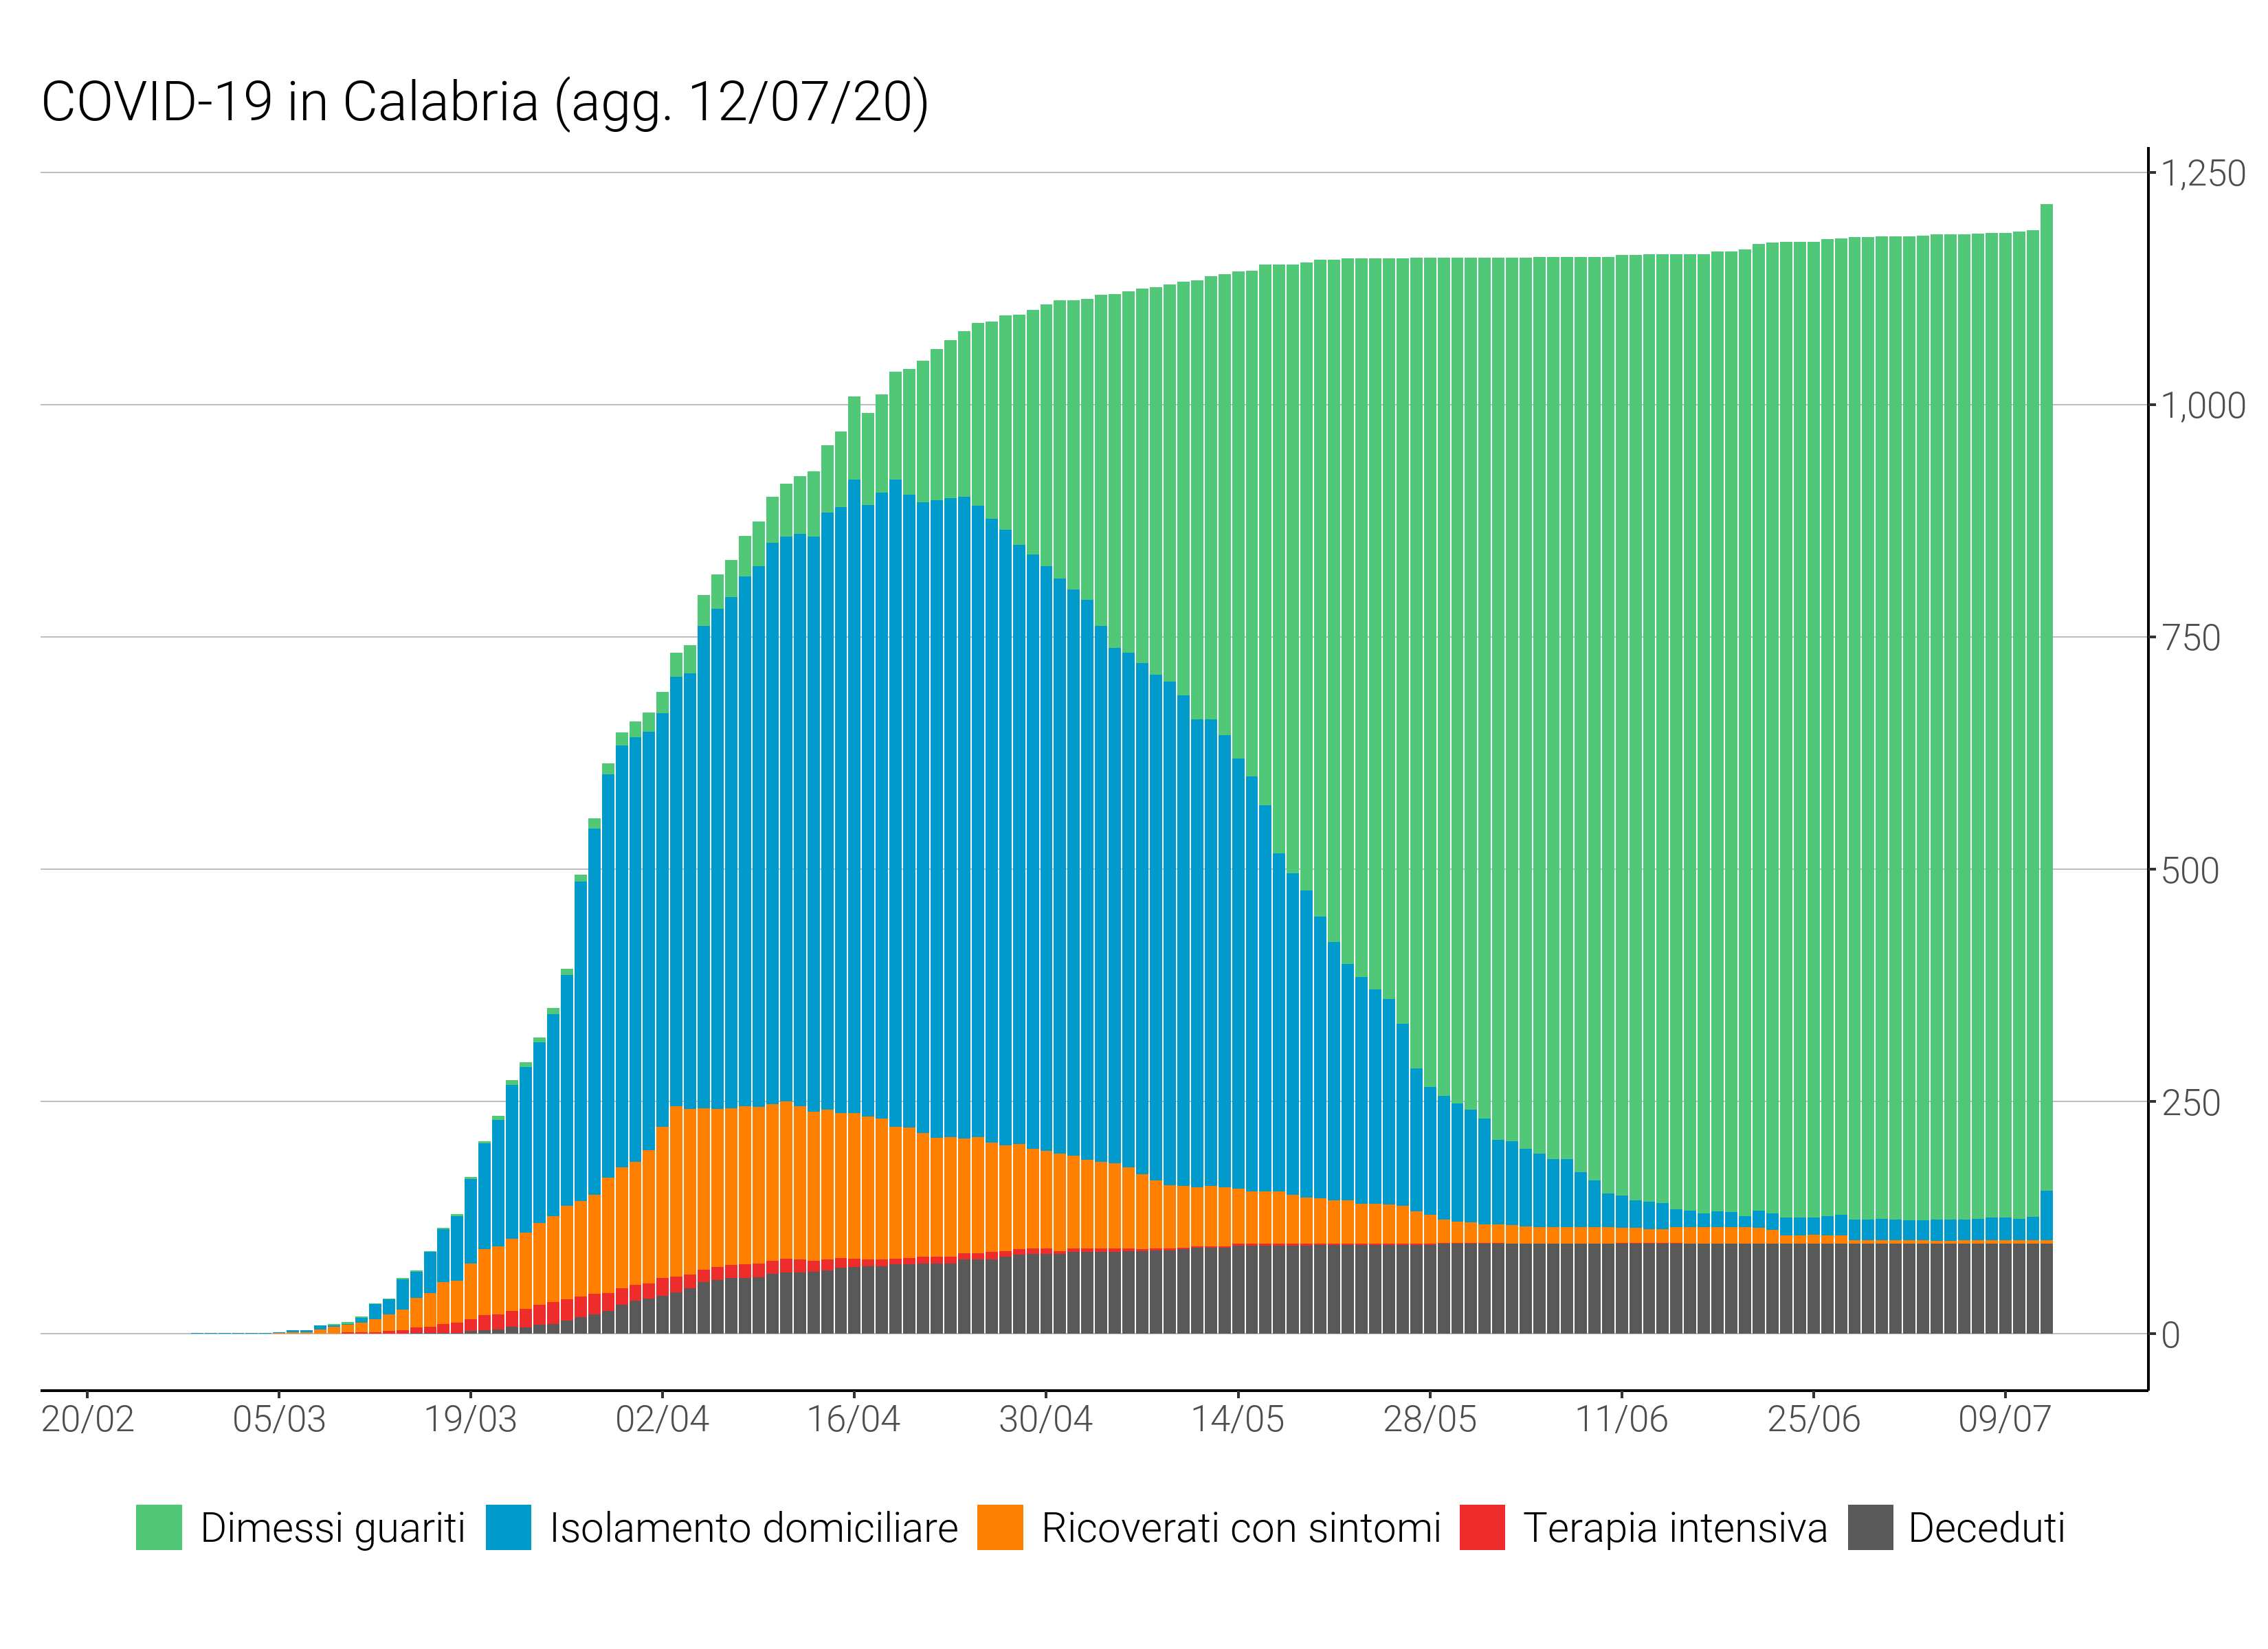 COVID-19 in Calabria (agg. 12/07/20)
1,250
1,000
750
500
250
0
20/02 05/03 19/03 02/04 16/04 30/04 14/05 28/05 11/06 25/06 09/07
Dimessi guariti Isolamento domiciliare Ricoverati con sintomi Terapia intensiva Deceduti